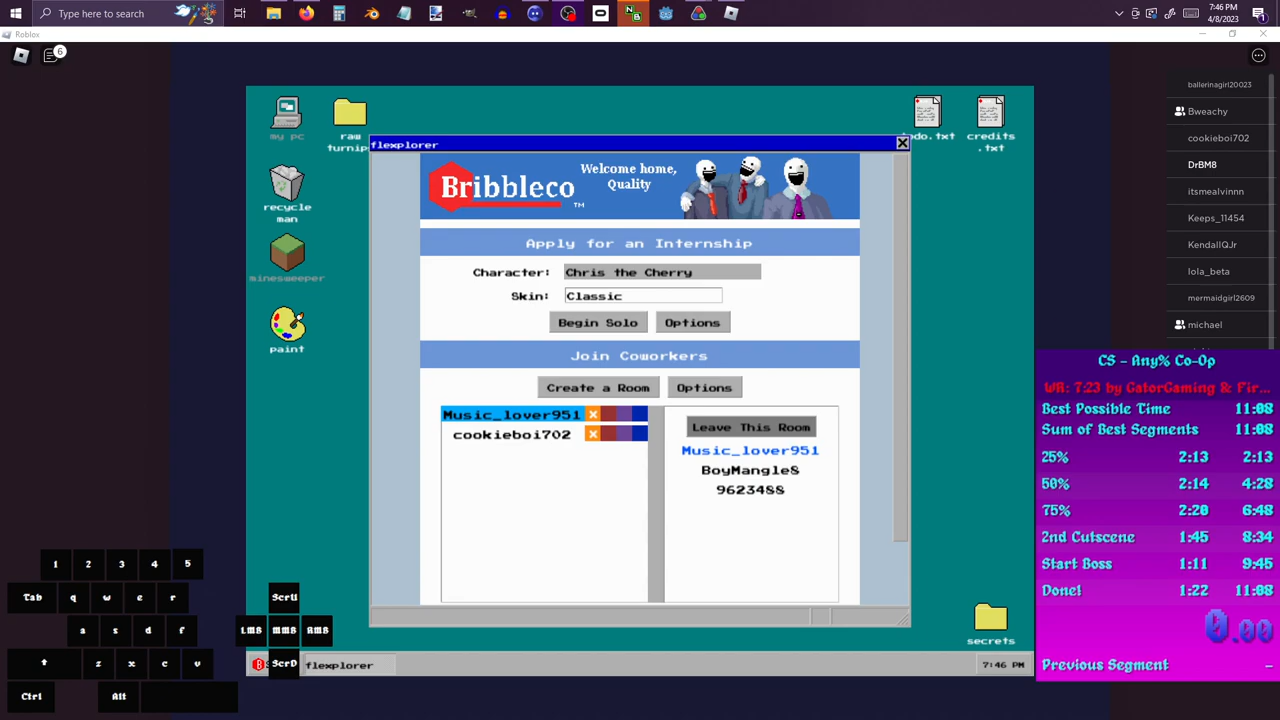 Type here to search
7:46 PM
4/8/2023
1
Roblox
6
my pc
raw
turnip
todo.txt
credits
.txt
recycle
man
minesweeper
paint
secrets
flexplorer
Bribbleco
TM
Welcome home,
Quality
Apply for an Internship
Character: Chris the Cherry
Skin: Classic
Begin Solo Options
Join Coworkers
Create a Room Options
Music_lover951 x
cookieboi702 x
Leave This Room
Music_lover951
BoyMangle8
9623488
flexplorer
7:46 PM
ballerinagirl20023
Bweachy
cookieboi702
DrBM8
itsmealvinnn
Keeps_11454
KendallQJr
lola_beta
mermaidgirl2609
michael
CS - Any% Co-Op
WR: 7:23 by GatorGaming & Fir...
Best Possible Time 11:08
Sum of Best Segments 11:08
25% 2:13 2:13
50% 2:14 4:28
75% 2:20 6:48
2nd Cutscene 1:45 8:34
Start Boss 1:11 9:45
Done! 1:22 11:08
0.00
Previous Segment -
1 2 3 4 5
Tab q w e r ScrU
a s d f LMB MMB RMB
z x c v ScrD
Ctrl Alt